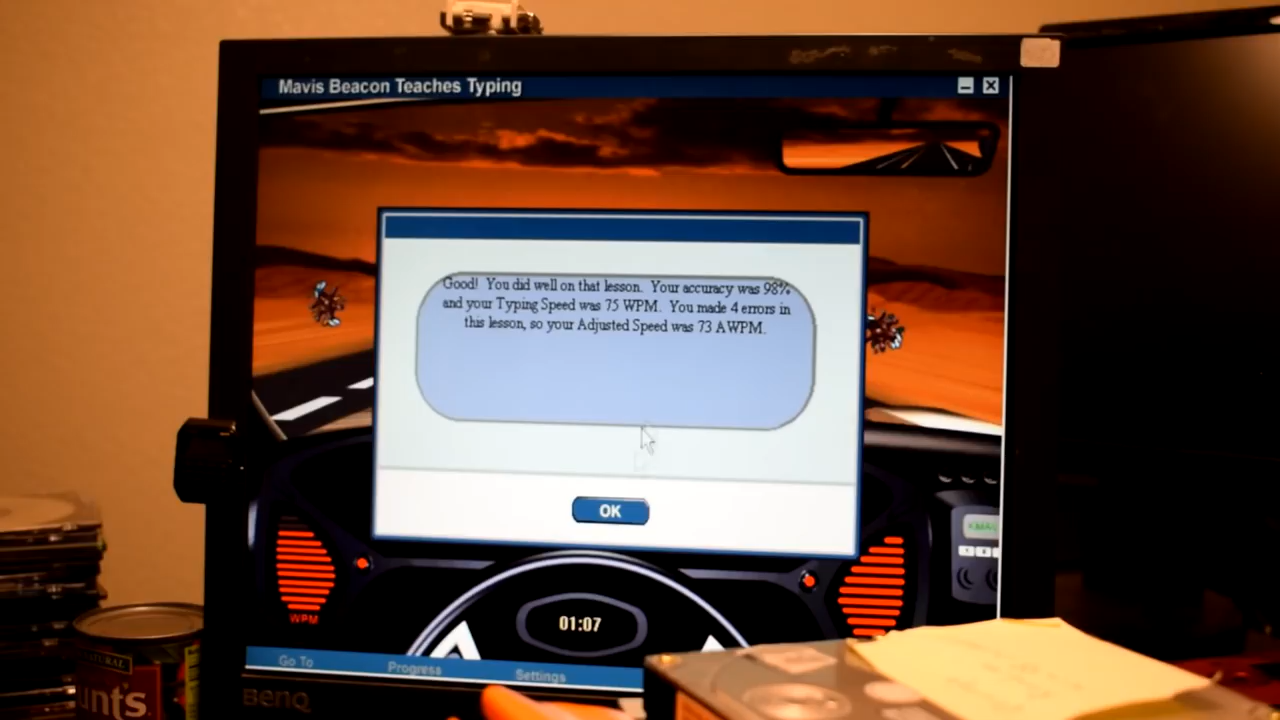 Mavis Beacon Teaches Typing
Good! You did well on that lesson. Your accuracy was 98%
and your Typing Speed was 75 WPM. You made 4 errors in
this lesson, so your Adjusted Speed was 73 AWPM.
OK
WPM
01:07
Go To
Progress
Settings
BenQ
unts